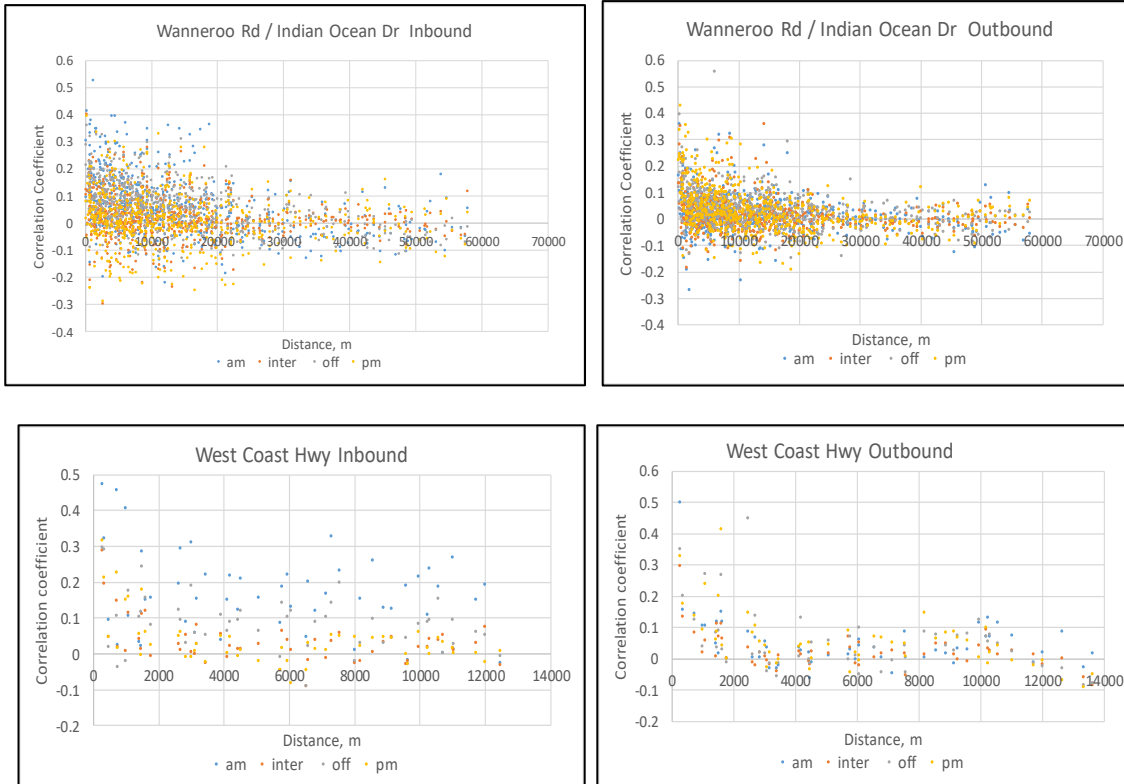 Wanneroo Rd / Indian Ocean Dr  Inbound
0.6
0.5
0.4
0.3
0.2
0.1
0
-0.1
-0.2
-0.3
-0.4
0 10000 20000 30000 40000 50000 60000 70000
Correlation Coefficient
Distance, m
am inter off pm
Wanneroo Rd / Indian Ocean Dr  Outbound
0.6
0.5
0.4
0.3
0.2
0.1
0
-0.1
-0.2
-0.3
-0.4
0 10000 20000 30000 40000 50000 60000 70000
Correlation Coefficient
Distance, m
am inter off pm
West Coast Hwy Inbound
0.5
0.4
0.3
0.2
0.1
0
-0.1
-0.2
0 2000 4000 6000 8000 10000 12000 14000
Correlation coefficient
Distance, m
am inter off pm
West Coast Hwy Outbound
0.6
0.5
0.4
0.3
0.2
0.1
0
-0.1
-0.2
0 2000 4000 6000 8000 10000 12000 14000
Correlation coefficient
Distance, m
am inter off pm